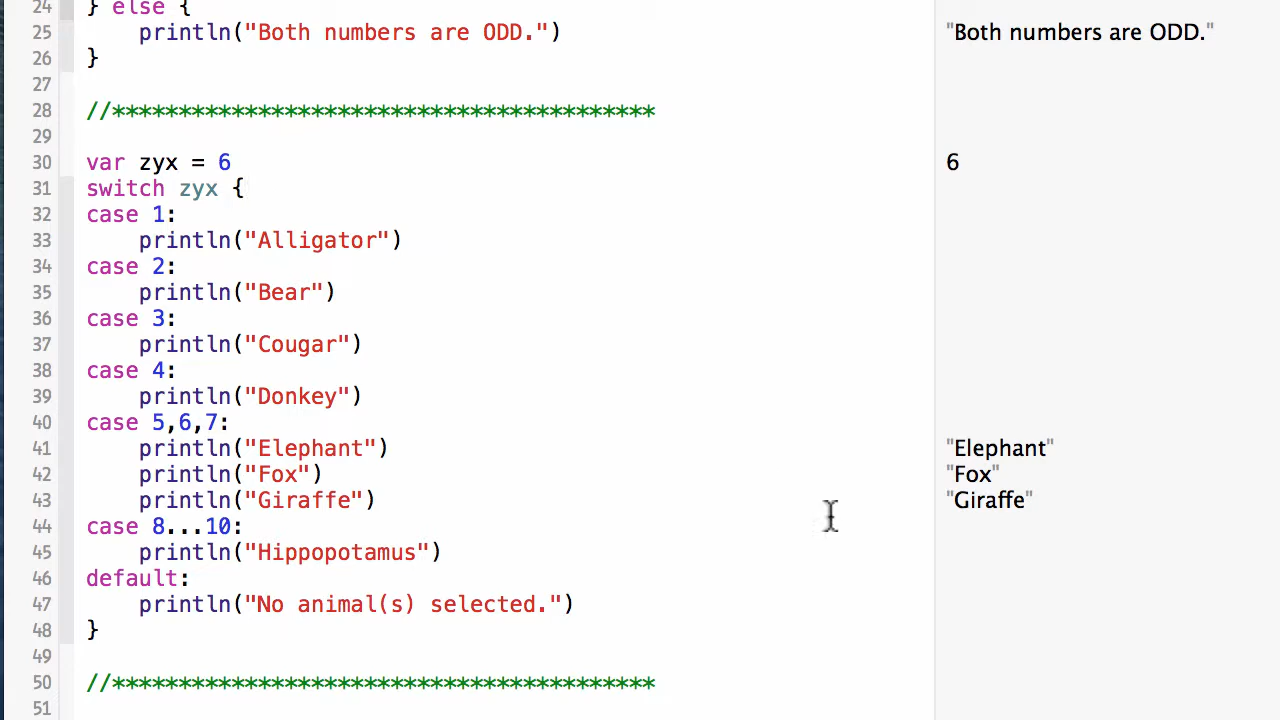 24 } else {
25 println("Both numbers are ODD.") "Both numbers are ODD."
26 }
27
28 //*****************************************
29
30 var zyx = 6 6
31 switch zyx {
32 case 1:
33 println("Alligator")
34 case 2:
35 println("Bear")
36 case 3:
37 println("Cougar")
38 case 4:
39 println("Donkey")
40 case 5,6,7:
41 println("Elephant") "Elephant"
42 println("Fox") "Fox"
43 println("Giraffe") "Giraffe"
44 case 8...10:
45 println("Hippopotamus")
46 default:
47 println("No animal(s) selected.")
48 }
49
50 //*****************************************
51